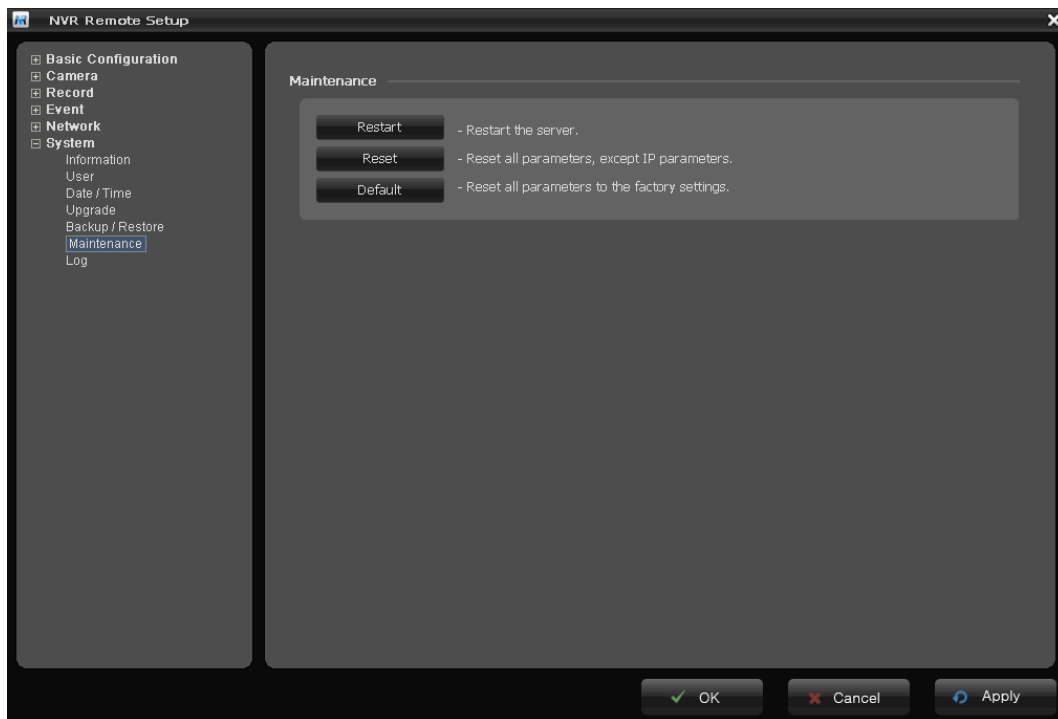 NVR Remote Setup
Basic Configuration
Camera
Record
Event
Network
System
Information
User
Date / Time
Upgrade
Backup / Restore
Maintenance
Log
Maintenance
Restart - Restart the server.
Reset - Reset all parameters, except IP parameters.
Default - Reset all parameters to the factory settings.
OK Cancel Apply